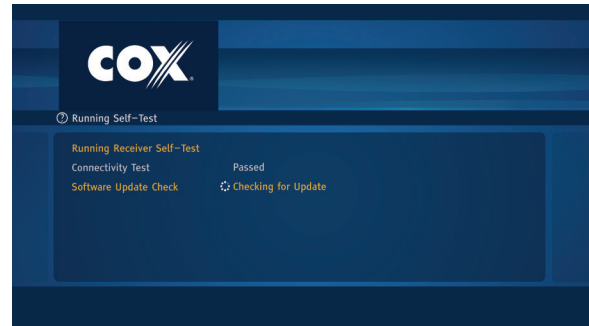 COX.
Running Self-Test
Running Receiver Self-Test
Connectivity Test Passed
Software Update Check Checking for Update